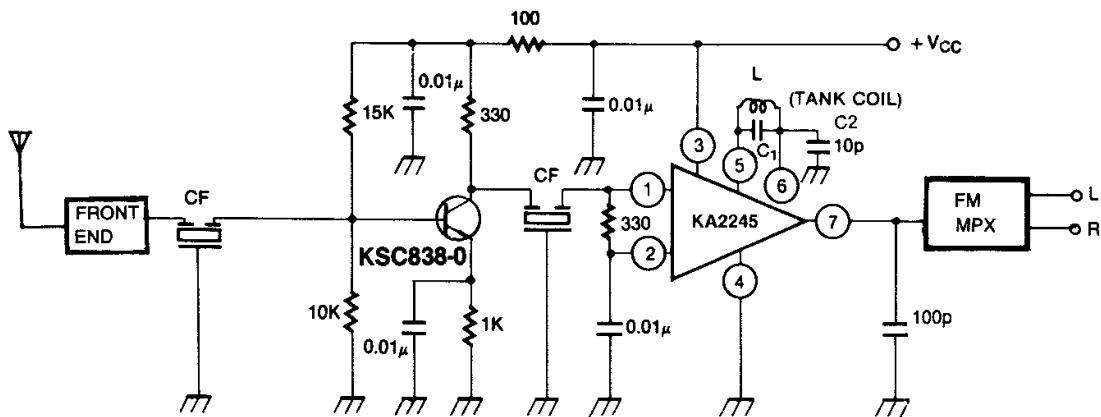 100
+ VCC
L
(TANK COIL)
0.01μ
0.01μ
15K
330
C2
10p
C1
3
5
6
CF
CF
1
FRONT
END
330
KA2245
7
FM
MPX
L
R
KSC838-0
2
4
10K
0.01μ
1K
0.01μ
100p